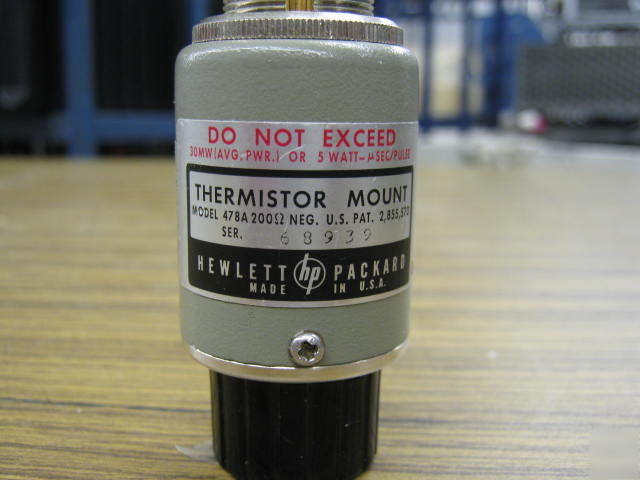 DO NOT EXCEED
30MW(AVG. PWR.) OR 5 WATT-µSEC/PULSE
THERMISTOR MOUNT
MODEL 478A 200Ω NEG. U.S. PAT. 2,855,570
SER. 68939
HEWLETT hp PACKARD
MADE IN U.S.A.